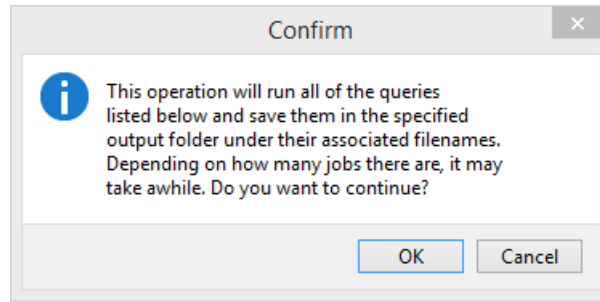 Confirm
This operation will run all of the queries
listed below and save them in the specified
output folder under their associated filenames.
Depending on how many jobs there are, it may
take awhile. Do you want to continue?
OK
Cancel